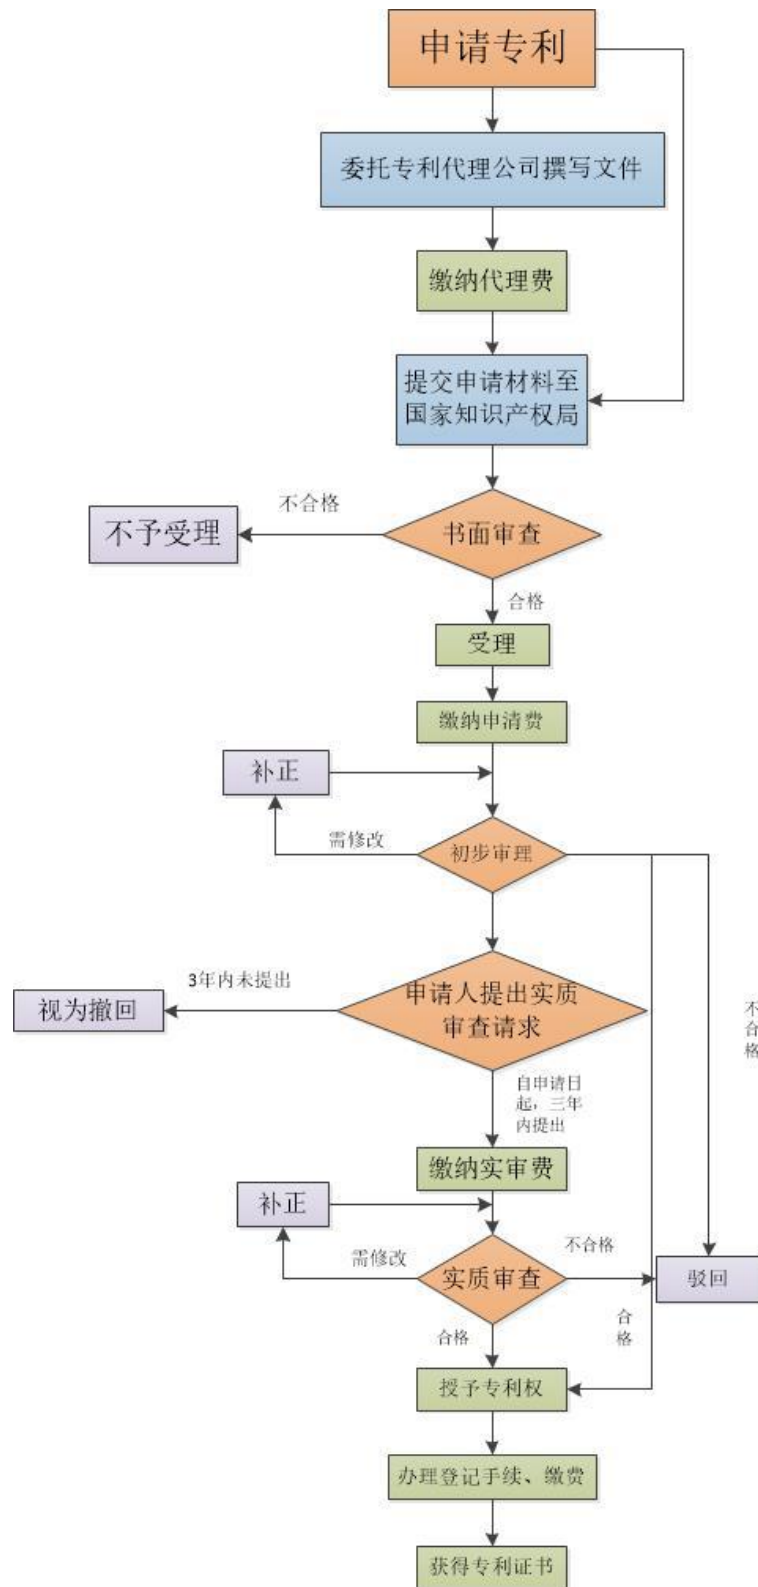 申请专利
委托专利代理公司撰写文件
缴纳代理费
提交申请材料至
国家知识产权局
不合格
不予受理
书面审查
合格
受理
缴纳申清费
补正
需修改
初步审理
3年内未提出
视为撤回
申请人提出实质
审查请求
不
合
格
自申请日
起，三年
内提出
缴纳实审费
补正
需修改
不合格
实质审查
驳回
合格
合
格
授予专利权
办理登记手续、缴费
获得专利证书